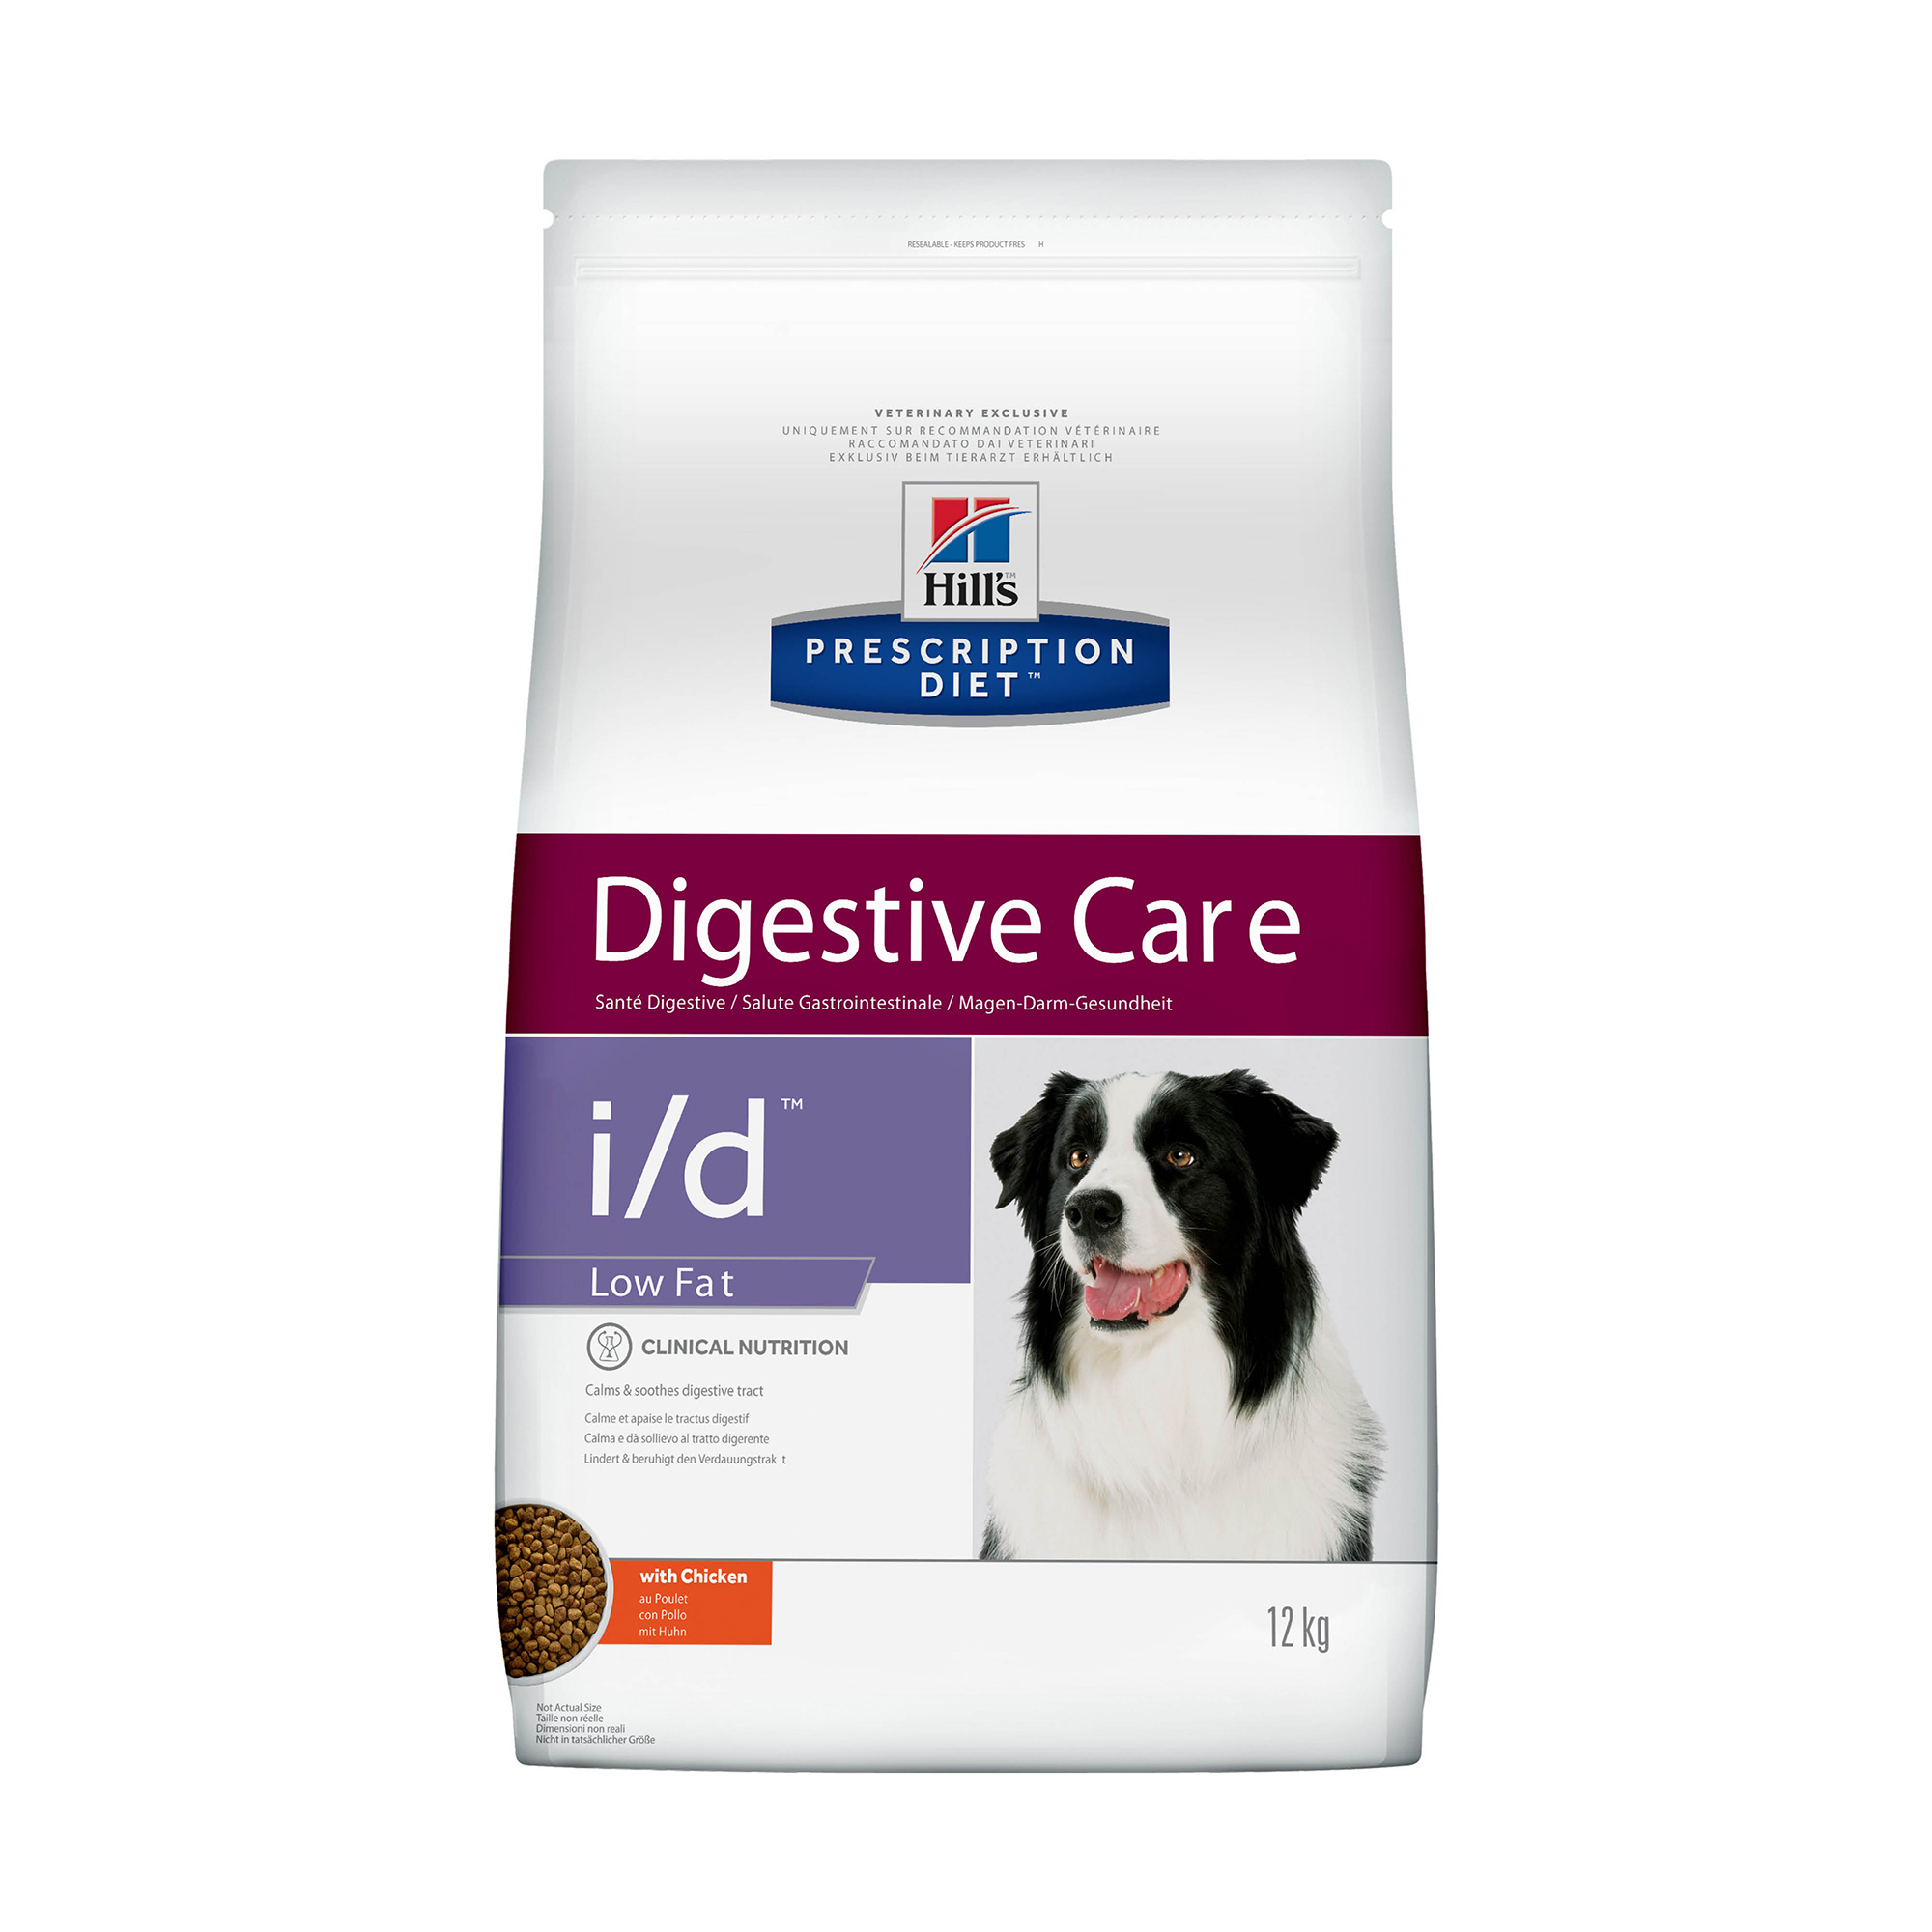 RESEALABLE - KEEPS PRODUCT FRES H
VETERINARY EXCLUSIVE
UNIQUEMENT SUR RECOMMANDATION VÉTÉRINAIRE
RACCOMANDATO DAI VETERINARI
EXKLUSIV BEIM TIERARZT ERHÄLTLICH
Hill's™
PRESCRIPTION
DIET™
Digestive Care
Santé Digestive / Salute Gastrointestinale / Magen-Darm-Gesundheit
i/d™
Low Fat
CLINICAL NUTRITION
Calms & soothes digestive tract
Calme et apaise le tractus digestif
Calma e dà sollievo al tratto digerente
Lindert & beruhigt den Verdauungstrak t
with Chicken
au Poulet
con Pollo
mit Huhn
12 kg
Not Actual Size
Taille non réelle
Dimensioni non reali
Nicht in tatsächlicher Größe